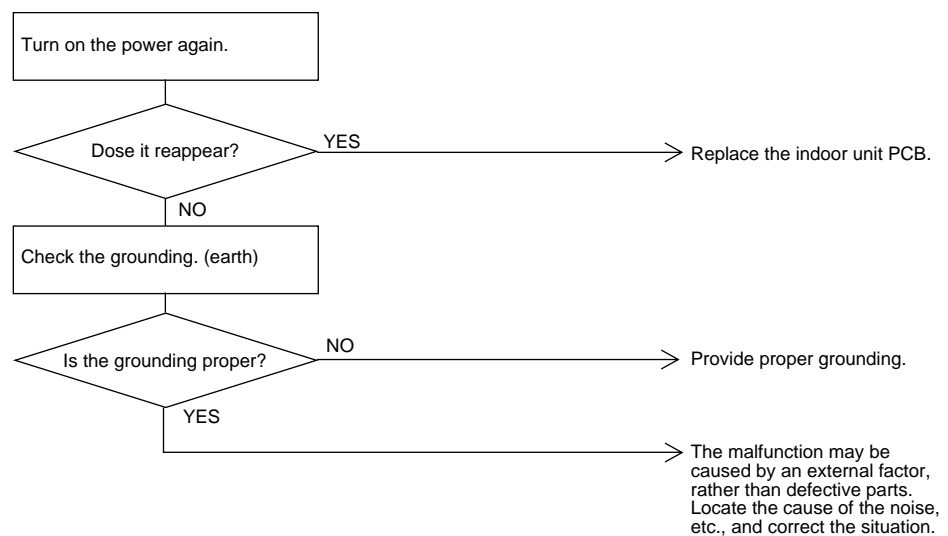 Turn on the power again.
Dose it reappear?
YES
Replace the indoor unit PCB.
NO
Check the grounding. (earth)
Is the grounding proper?
NO
Provide proper grounding.
YES
The malfunction may be
caused by an external factor,
rather than defective parts.
Locate the cause of the noise,
etc., and correct the situation.